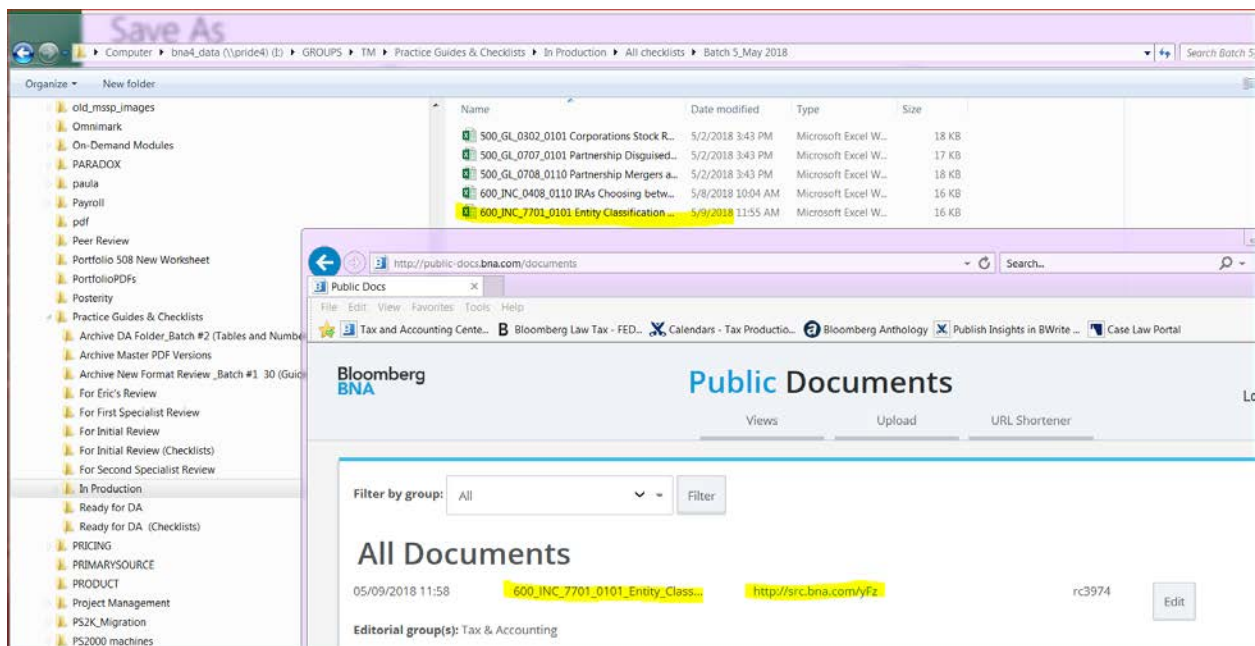 Save As
Computer ▸ bna4_data (\\pride4) (I:) ▸ GROUPS ▸ TM ▸ Practice Guides & Checklists ▸ In Production ▸ All checklists ▸ Batch 5_May 2018
Search Batch 5
Organize New folder
old_mssp_images
Omnimark
On-Demand Modules
PARADOX
paula
Payroll
pdf
Peer Review
Portfolio 508 New Worksheet
PortfolioPDFs
Posterity
Practice Guides & Checklists
Archive DA Folder_Batch #2 (Tables and Numbe
Archive Master PDF Versions
Archive New Format Review _Batch #1 30 (Guid
For Eric's Review
For First Specialist Review
For Initial Review
For Initial Review (Checklists)
For Second Specialist Review
In Production
Ready for DA
Ready for DA (Checklists)
PRICING
PRIMARYSOURCE
PRODUCT
Project Management
PS2K_Migration
PS2000 machines
Name Date modified Type Size
500_GL_0302_0101 Corporations Stock R... 5/2/2018 3:43 PM Microsoft Excel W... 18 KB
500_GL_0707_0101 Partnership Disguised... 5/2/2018 3:43 PM Microsoft Excel W... 17 KB
500_GL_0708_0110 Partnership Mergers a... 5/2/2018 3:43 PM Microsoft Excel W... 18 KB
600_INC_0408_0110 IRAs Choosing betw... 5/8/2018 10:04 AM Microsoft Excel W... 16 KB
600_INC_7701_0101 Entity Classification ... 5/9/2018 11:55 AM Microsoft Excel W... 16 KB
http://public-docs.bna.com/documents Search...
Public Docs
File Edit View Favorites Tools Help
Tax and Accounting Cente... Bloomberg Law Tax - FED... Calendars - Tax Productio... Bloomberg Anthology Publish Insights in BWrite ... Case Law Portal
Bloomberg
BNA
Public Documents
Lo
Views Upload URL Shortener
Filter by group: All Filter
All Documents
05/09/2018 11:58 600_INC_7701_0101_Entity_Class... http://src.bna.com/yFz rc3974 Edit
Editorial group(s): Tax & Accounting